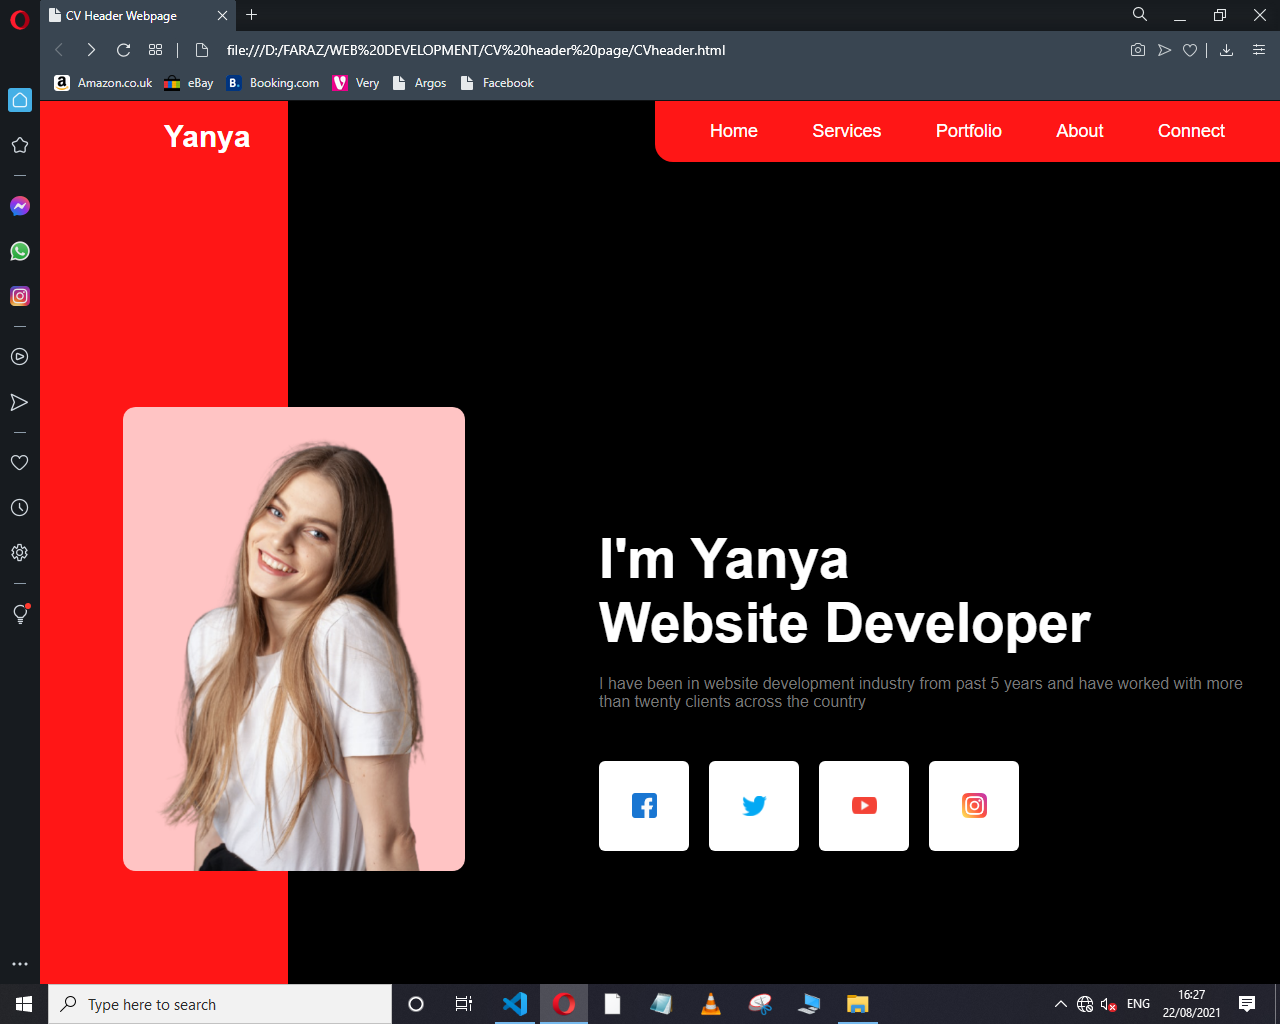 CV Header Webpage
file:///D:/FARAZ/WEB%20DEVELOPMENT/CV%20header%20page/CVheader.html
a Amazon.co.uk eBay B. Booking.com V Very Argos Facebook
Yanya
Home Services Portfolio About Connect
I'm Yanya
Website Developer
I have been in website development industry from past 5 years and have worked with more
than twenty clients across the country
Type here to search
ENG
16:27
22/08/2021